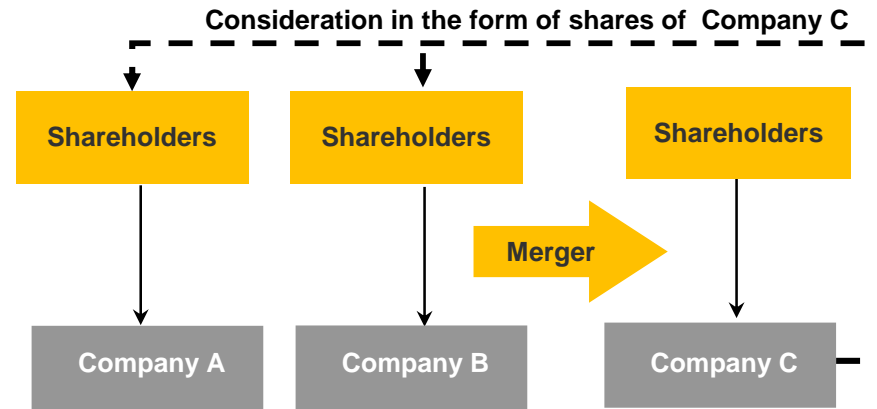 Consideration in the form of shares of Company C
Shareholders
Shareholders
Shareholders
Merger
Company A
Company B
Company C